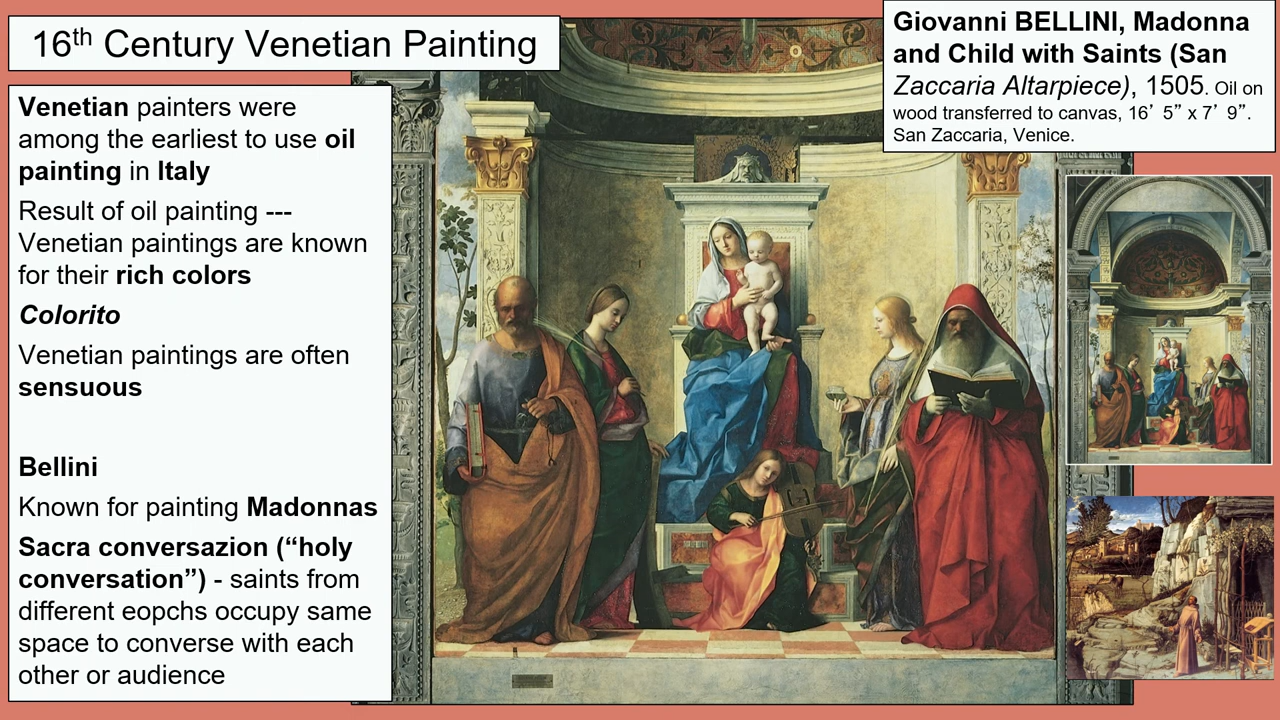 16th Century Venetian Painting
Giovanni BELLINI, Madonna
and Child with Saints (San
Zaccaria Altarpiece), 1505. Oil on
wood transferred to canvas, 16’ 5” x 7’ 9”.
San Zaccaria, Venice.
Venetian painters were
among the earliest to use oil
painting in Italy
Result of oil painting ---
Venetian paintings are known
for their rich colors
Colorito
Venetian paintings are often
sensuous
Bellini
Known for painting Madonnas
Sacra conversazion (“holy
conversation”) - saints from
different eopchs occupy same
space to converse with each
other or audience